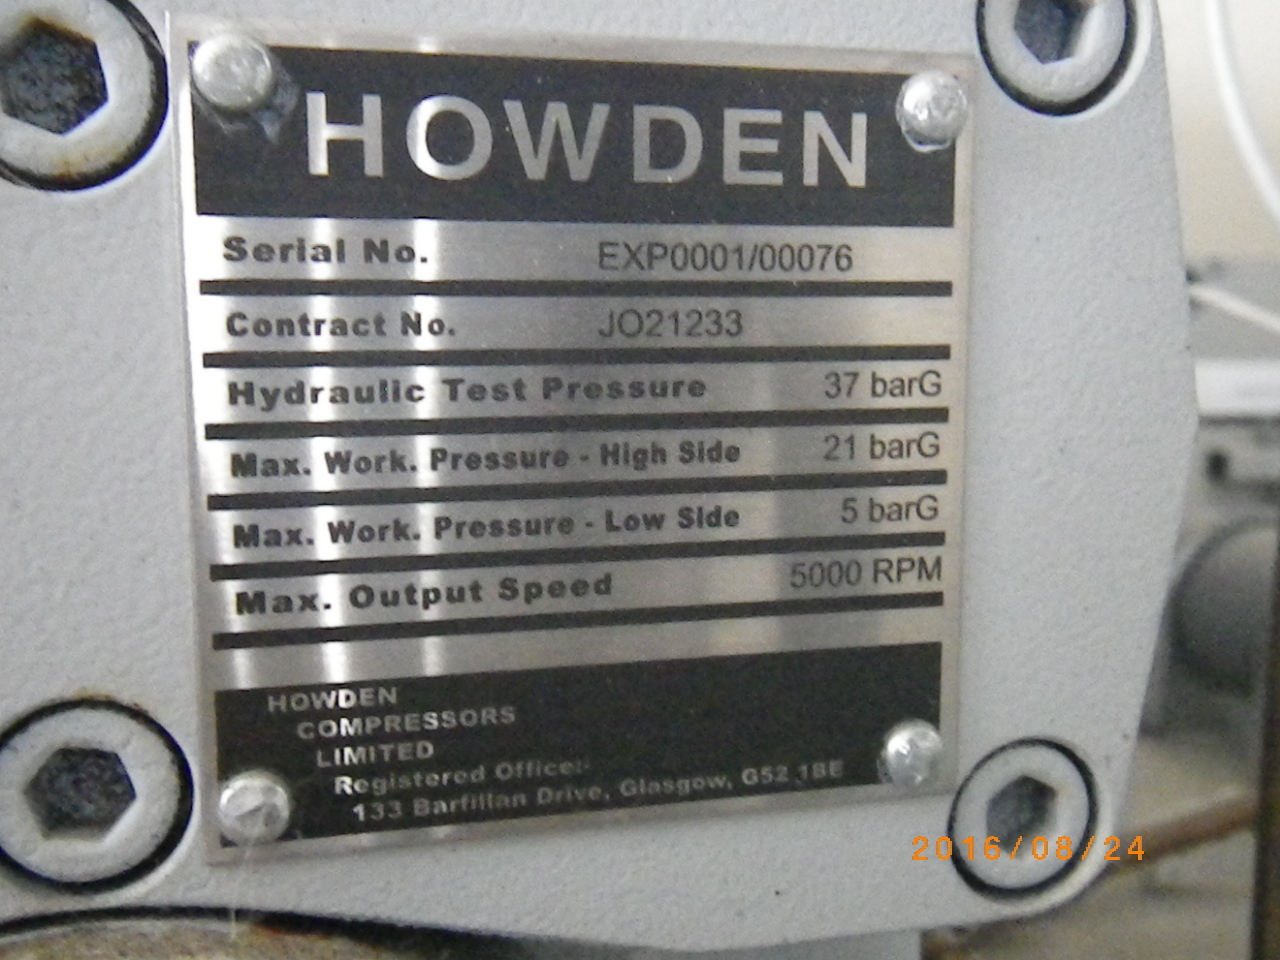 HOWDEN
Serial No. EXP0001/00076
Contract No. JO21233
Hydraulic Test Pressure 37 barG
Max. Work. Pressure - High Side 21 barG
Max. Work. Pressure - Low Side 5 barG
Max. Output Speed 5000 RPM
HOWDEN
COMPRESSORS
LIMITED
Registered Office:-
133 Barfillan Drive, Glasgow, G52 1BE
2016/08/24